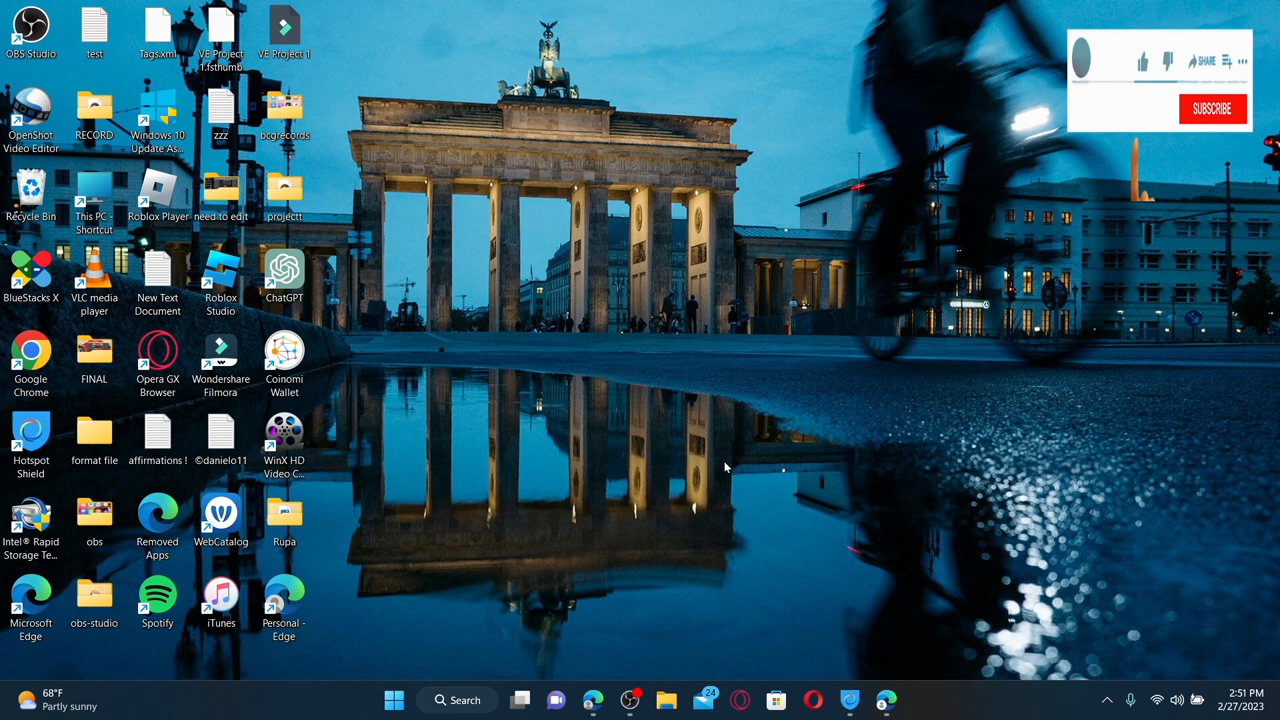 OBS Studio
test
Tags.xml
VE Project
1.fsthumb
VE Project 1
SHARE
SUBSCRIBE
OpenShot
Video Editor
RECORD
Windows 10
Update As...
zzz
bcgrecords
Recycle Bin
This PC -
Shortcut
Roblox Player
need to edit
projectt
BlueStacks X
VLC media
player
New Text
Document
Roblox
Studio
ChatGPT
Google
Chrome
FINAL
Opera GX
Browser
Wondershare
Filmora
Coinomi
Wallet
Hotspot
Shield
format file
affirmations !
©danielo11
WinX HD
Video C...
Intel® Rapid
Storage Te...
obs
Removed
Apps
WebCatalog
Rupa
Microsoft
Edge
obs-studio
Spotify
iTunes
Personal -
Edge
68°F
Partly sunny
Search
24
2:51 PM
2/27/2023